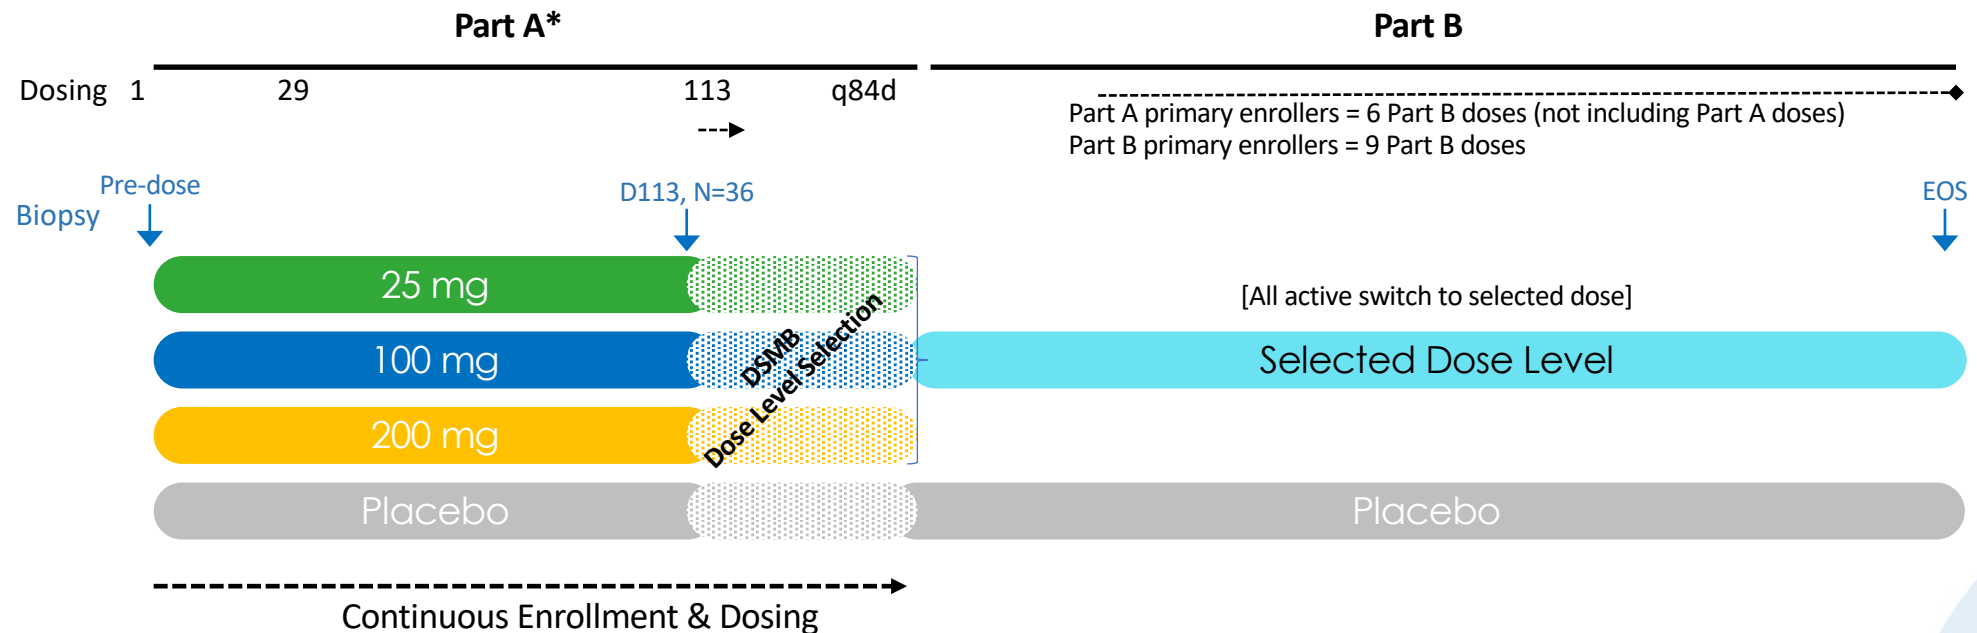 Part A*
Part B
Dosing 1 29 113 q84d
Part A primary enrollers = 6 Part B doses (not including Part A doses)
Part B primary enrollers = 9 Part B doses
Pre-dose
D113, N=36
EOS
Biopsy
25 mg
[All active switch to selected dose]
100 mg
DSMB
Dose Level Selection
Selected Dose Level
200 mg
Placebo
Placebo
Continuous Enrollment & Dosing